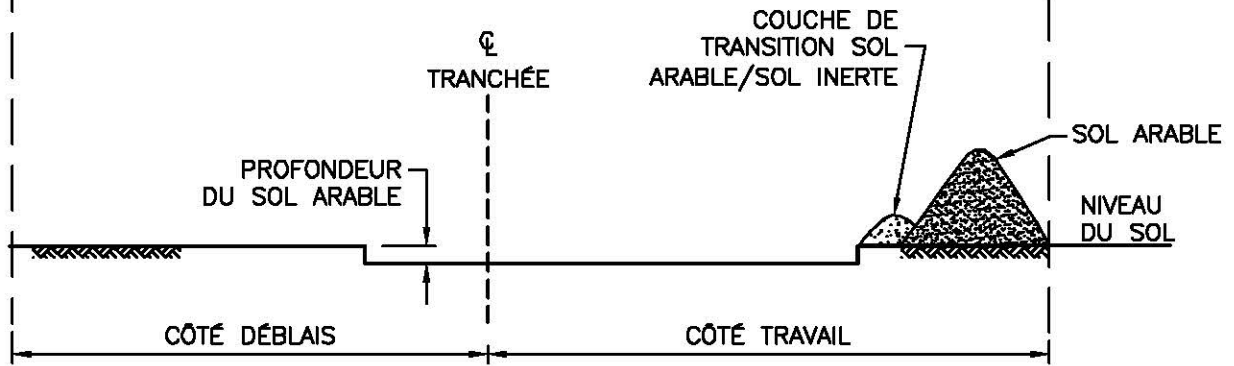 COUCHE DE
TRANSITION SOL
ARABLE/SOL INERTE
℄
TRANCHÉE
SOL ARABLE
PROFONDEUR
DU SOL ARABLE
NIVEAU
DU SOL
CÔTÉ DÉBLAIS
CÔTÉ TRAVAIL